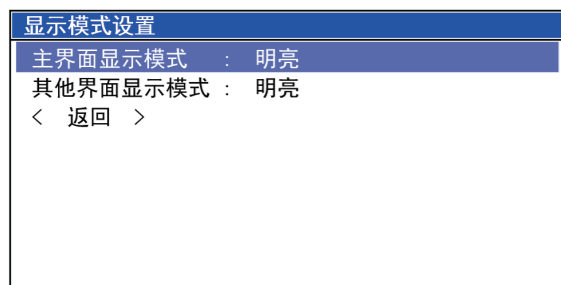 显示模式设置
主界面显示模式 : 明亮
其他界面显示模式 : 明亮
< 返回 >